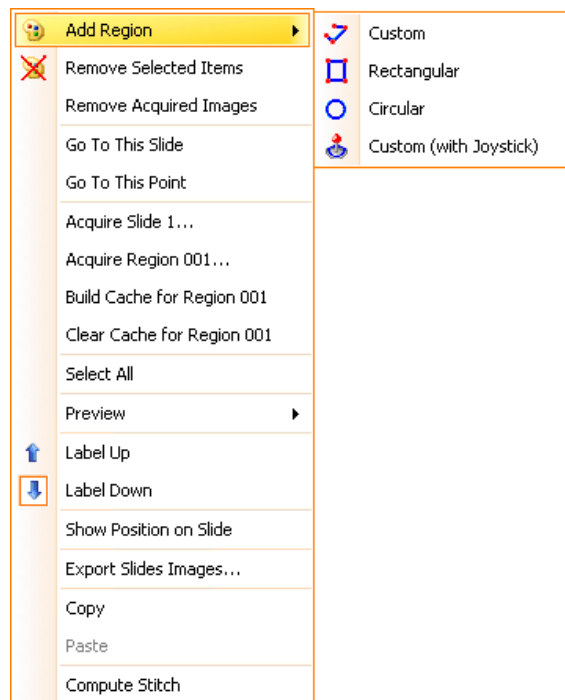 Add Region
Remove Selected Items
Remove Acquired Images
Go To This Slide
Go To This Point
Acquire Slide 1...
Acquire Region 001...
Build Cache for Region 001
Clear Cache for Region 001
Select All
Preview
Label Up
Label Down
Show Position on Slide
Export Slides Images...
Copy
Paste
Compute Stitch
Custom
Rectangular
Circular
Custom (with Joystick)